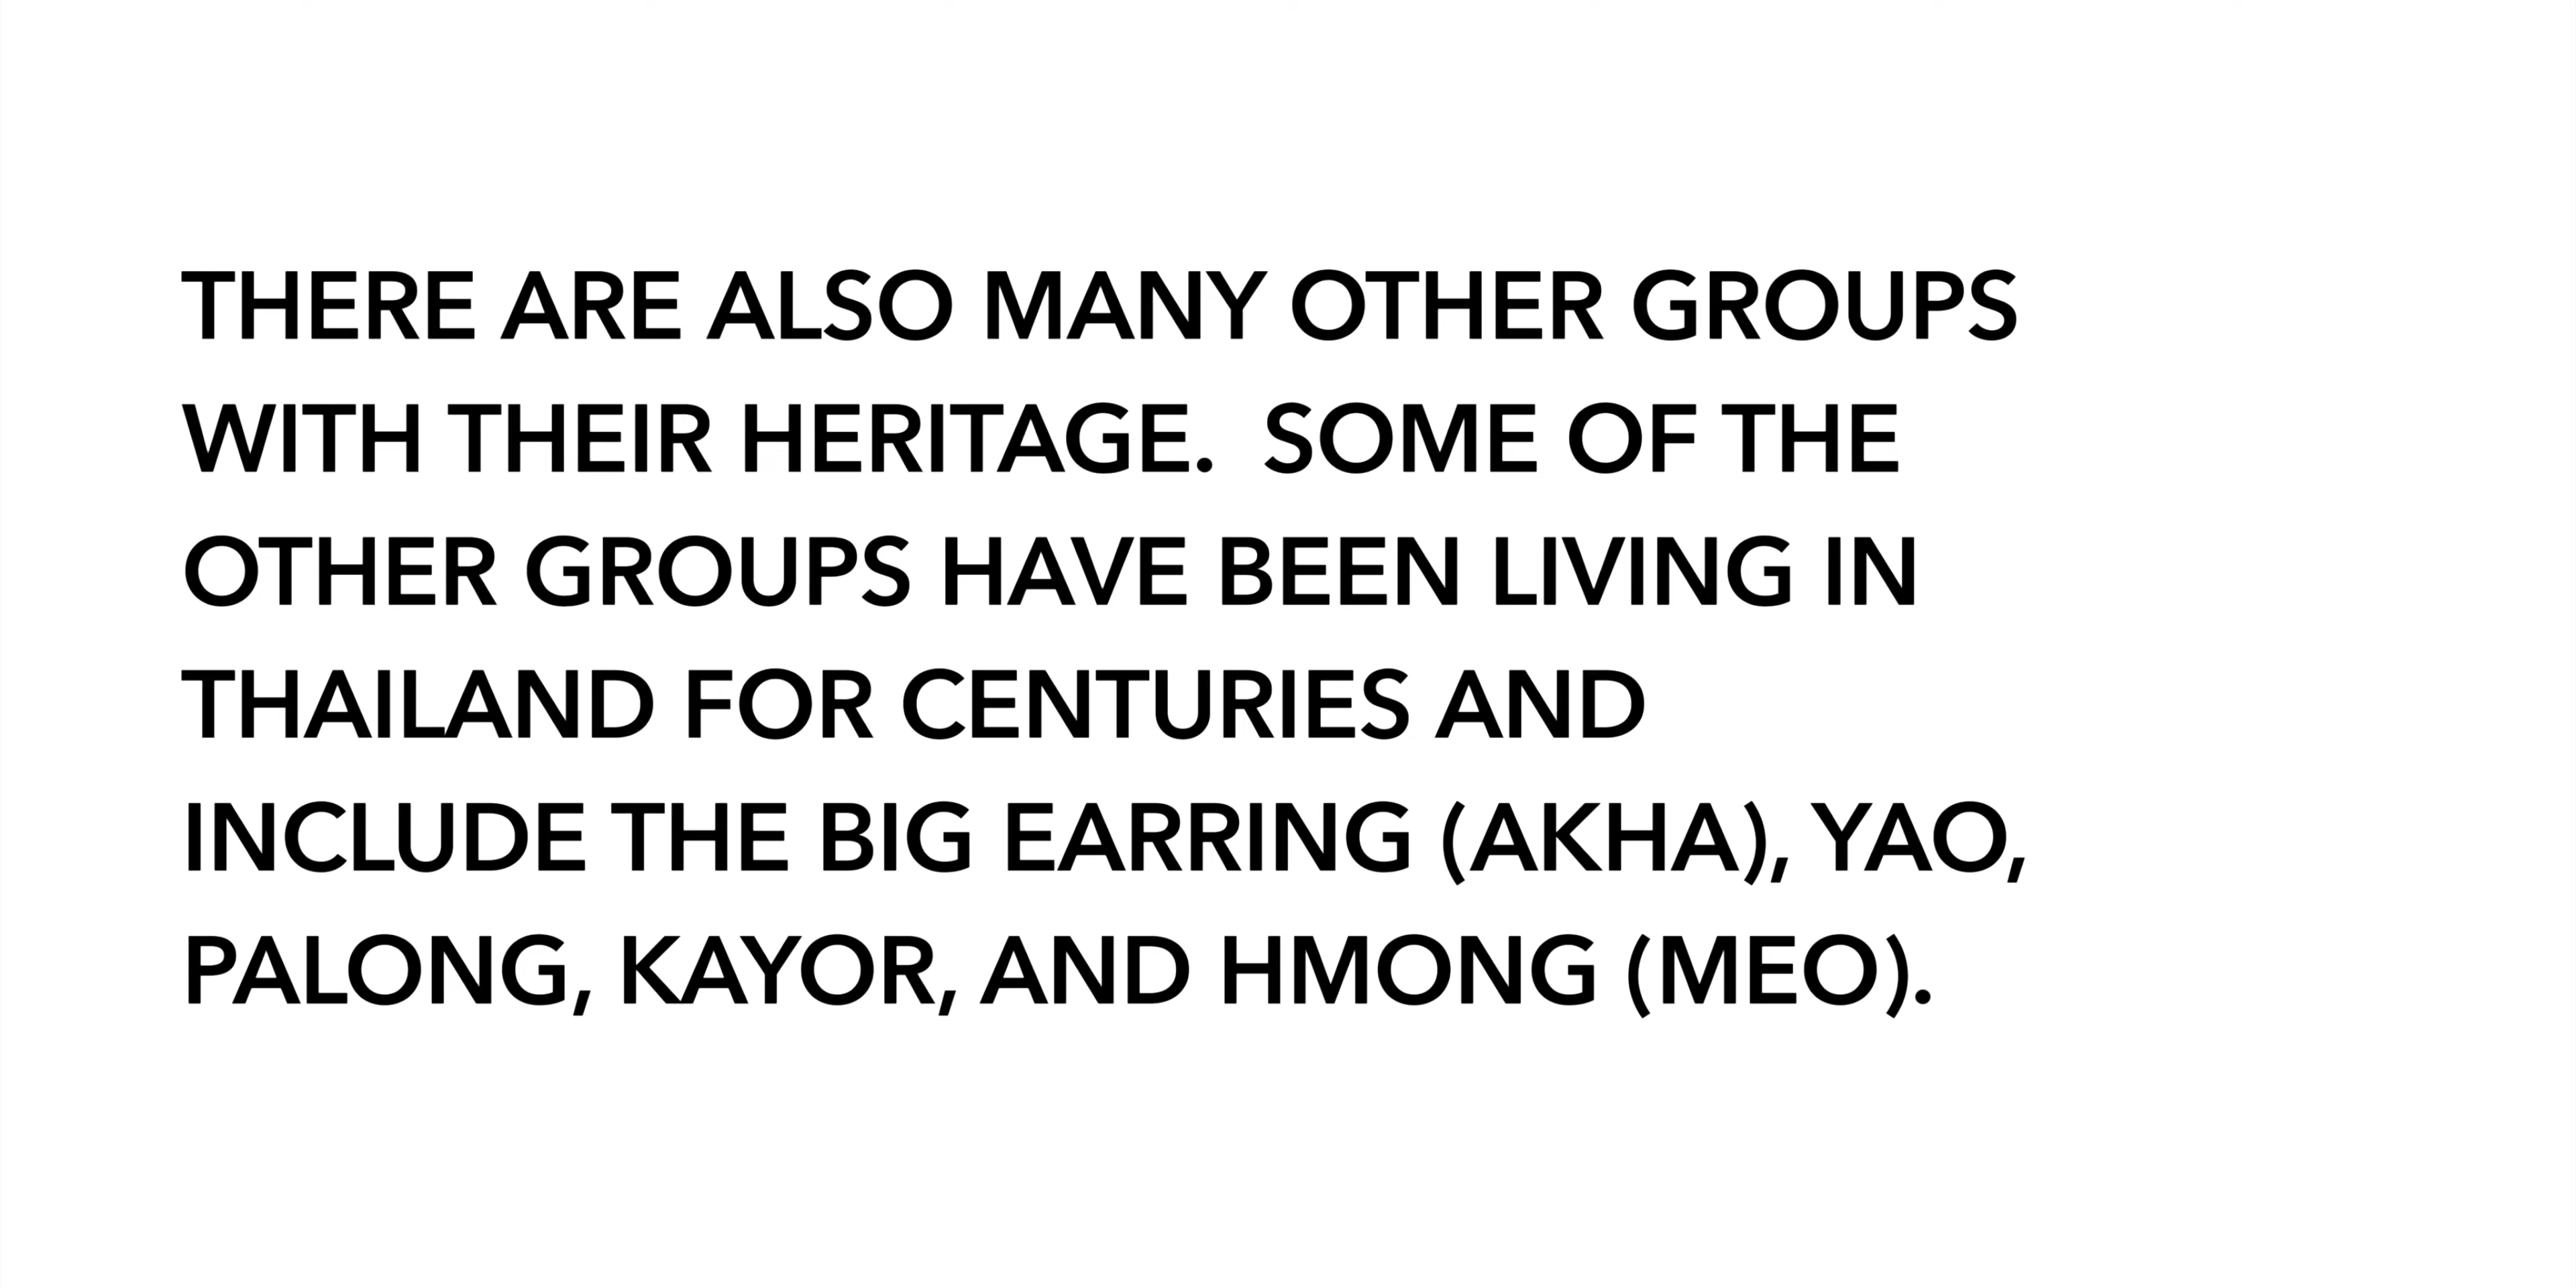 THERE ARE ALSO MANY OTHER GROUPS
WITH THEIR HERITAGE.  SOME OF THE
OTHER GROUPS HAVE BEEN LIVING IN
THAILAND FOR CENTURIES AND
INCLUDE THE BIG EARRING (AKHA), YAO,
PALONG, KAYOR, AND HMONG (MEO).